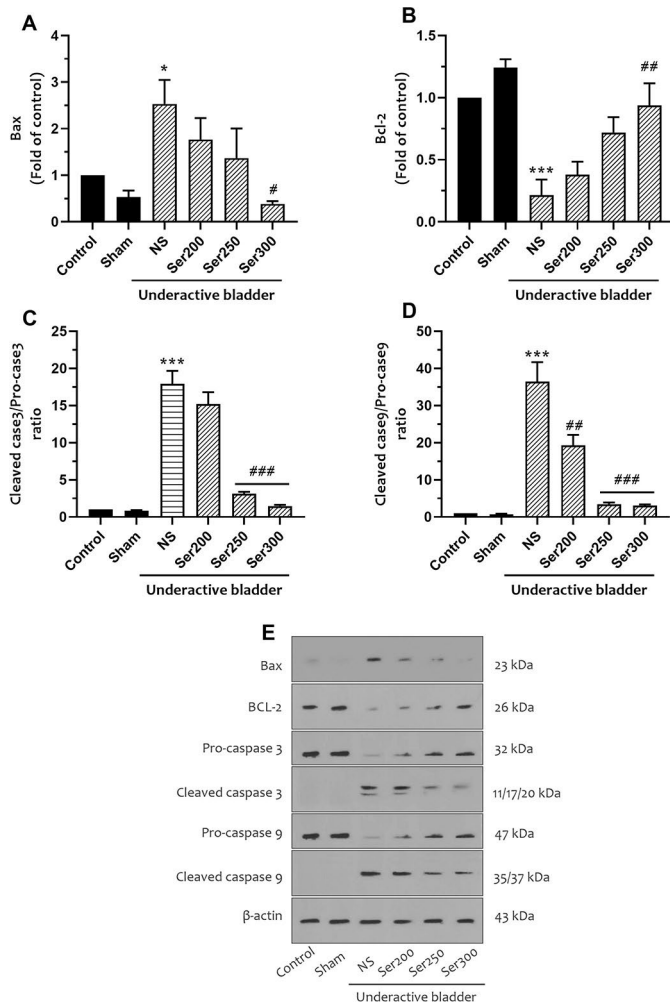 A
Bax
(Fold of control)
4
3
2
1
0
*
#
Control
Sham
NS
Ser200
Ser250
Ser300
Underactive bladder
B
Bcl-2
(Fold of control)
1.5
1.0
0.5
0.0
***
##
Control
Sham
NS
Ser200
Ser250
Ser300
Underactive bladder
C
Cleaved case3/Pro-case3
ratio
25
20
15
10
5
0
***
###
Control
Sham
NS
Ser200
Ser250
Ser300
Underactive bladder
D
Cleaved case9/Pro-case9
ratio
50
40
30
20
10
0
***
##
###
Control
Sham
NS
Ser200
Ser250
Ser300
Underactive bladder
E
Bax 23 kDa
BCL-2 26 kDa
Pro-caspase 3 32 kDa
Cleaved caspase 3 11/17/20 kDa
Pro-caspase 9 47 kDa
Cleaved caspase 9 35/37 kDa
β-actin 43 kDa
Control
Sham
NS
Ser200
Ser250
Ser300
Underactive bladder